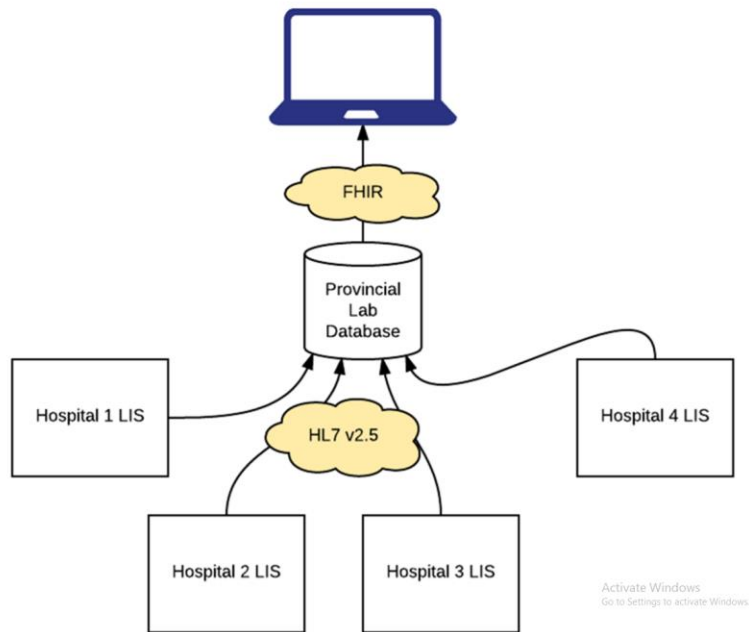 FHIR
Provincial
Lab
Database
Hospital 1 LIS
HL7 v2.5
Hospital 4 LIS
Hospital 2 LIS
Hospital 3 LIS
Activate Windows
Go to Settings to activate Windows.